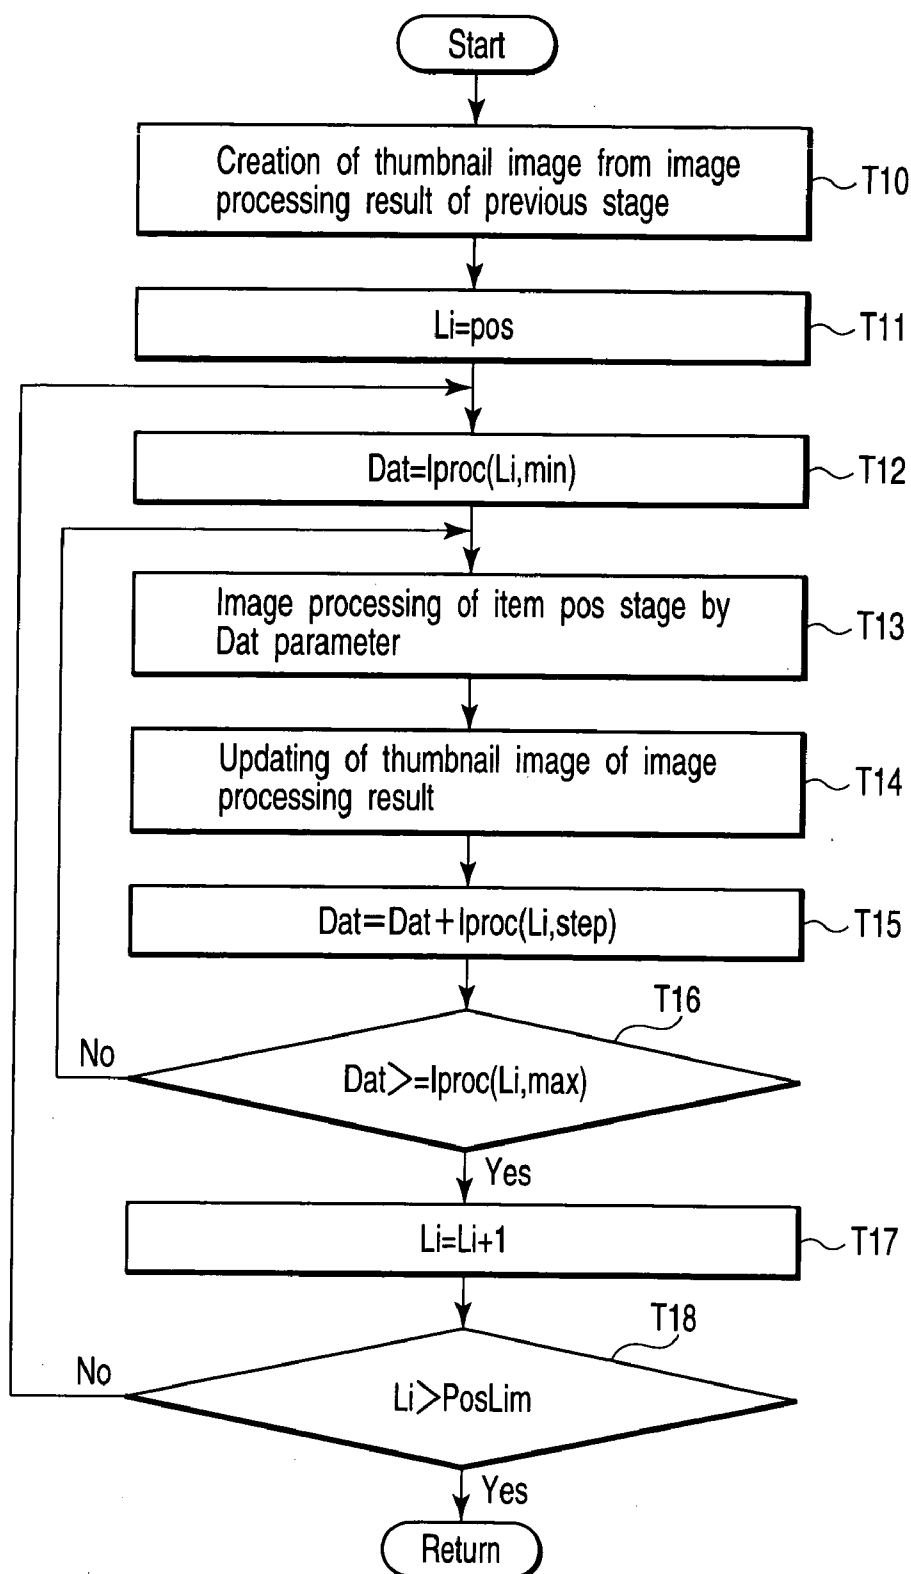 Start
Creation of thumbnail image from image
processing result of previous stage
T10
Li=pos
T11
Dat=Iproc(Li,min)
T12
Image processing of item pos stage by
Dat parameter
T13
Updating of thumbnail image of image
processing result
T14
Dat=Dat+Iproc(Li,step)
T15
T16
No
Dat>=Iproc(Li,max)
Yes
Li=Li+1
T17
T18
No
Li>PosLim
Yes
Return